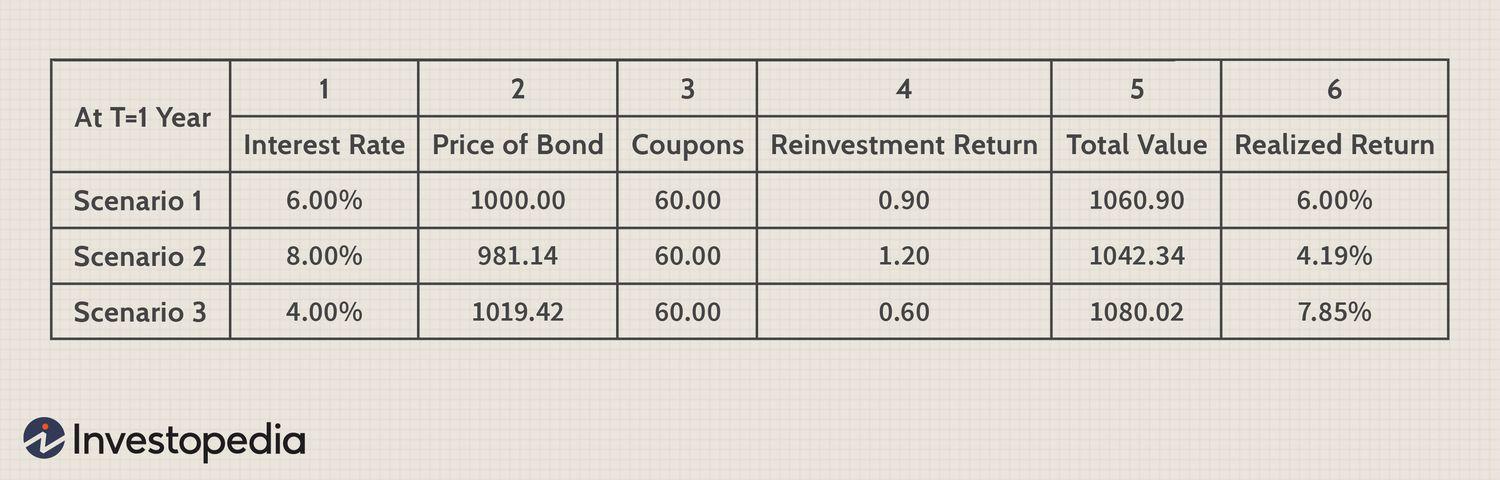 At T=1 Year
1 2 3 4 5 6
Interest Rate Price of Bond Coupons Reinvestment Return Total Value Realized Return
Scenario 1 6.00% 1000.00 60.00 0.90 1060.90 6.00%
Scenario 2 8.00% 981.14 60.00 1.20 1042.34 4.19%
Scenario 3 4.00% 1019.42 60.00 0.60 1080.02 7.85%
Investopedia